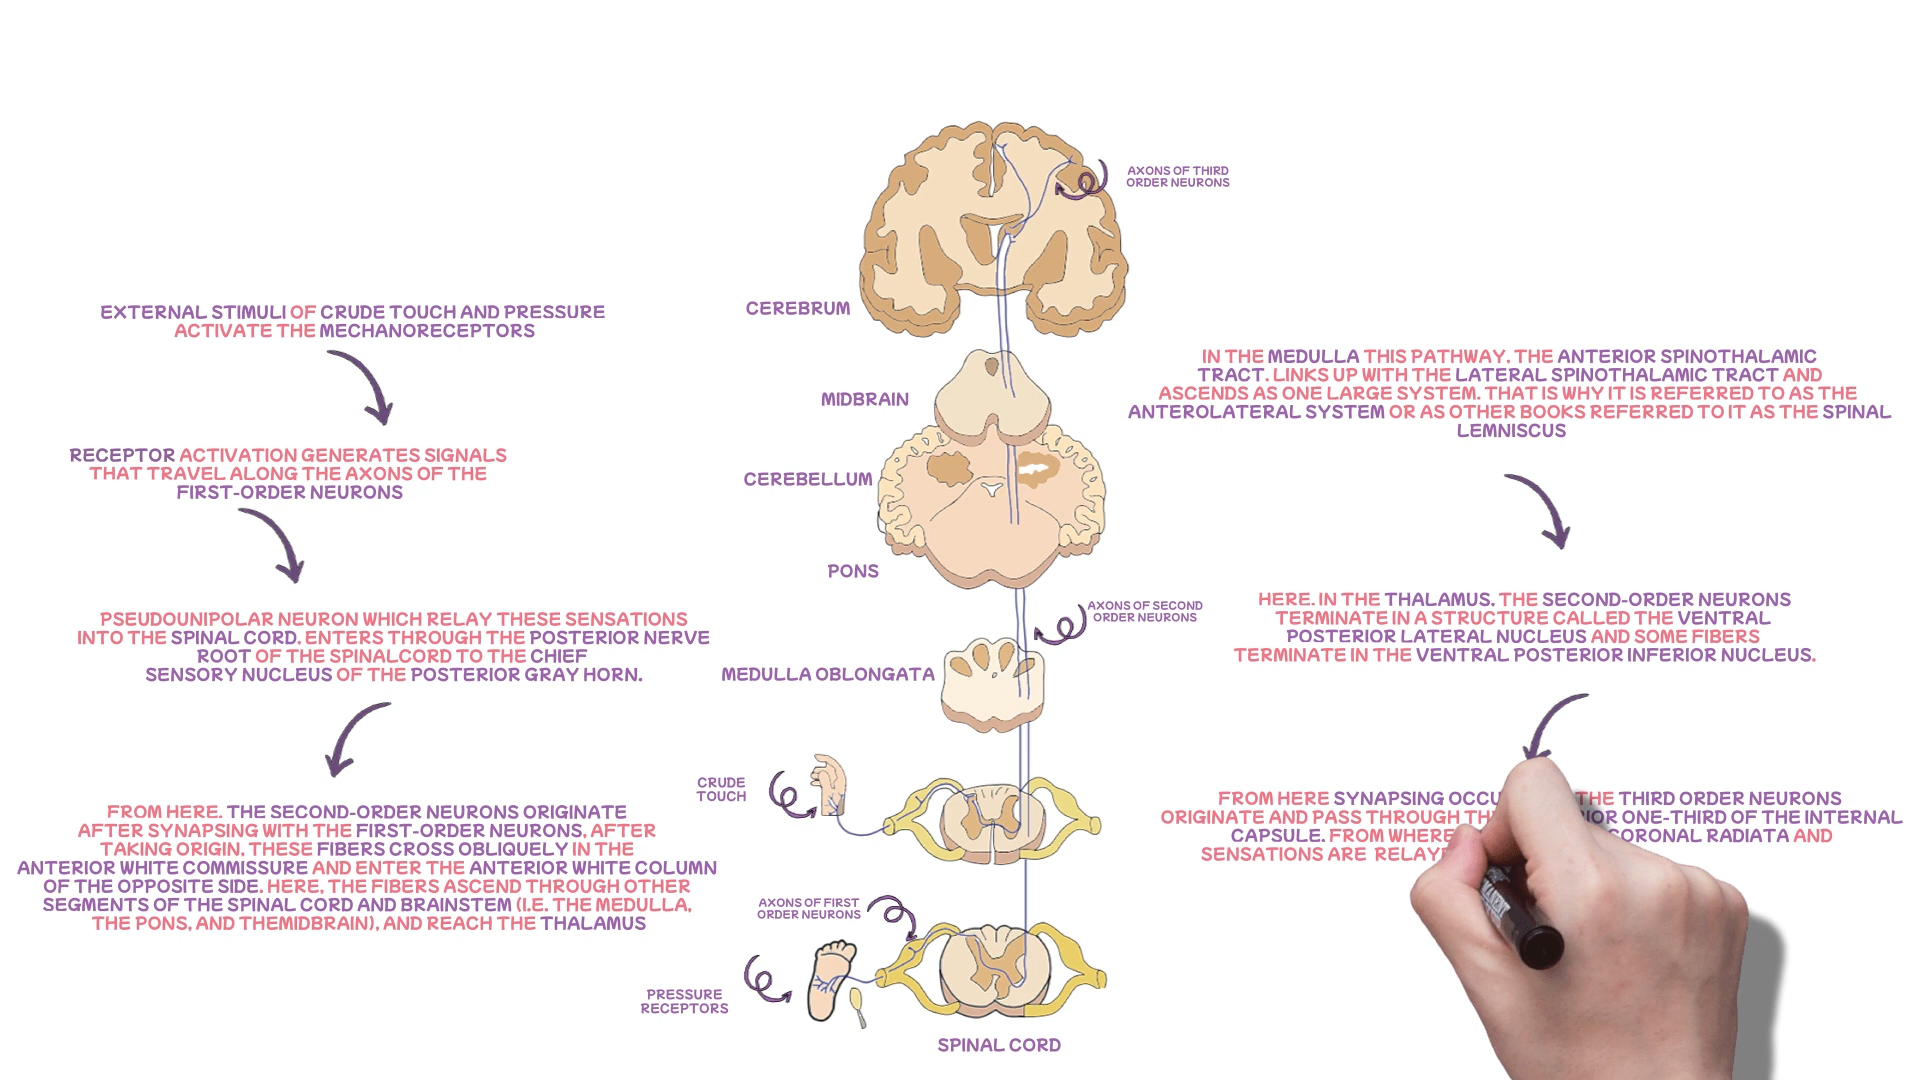 EXTERNAL STIMULI OF CRUDE TOUCH AND PRESSURE
ACTIVATE THE MECHANORECEPTORS
RECEPTOR ACTIVATION GENERATES SIGNALS
THAT TRAVEL ALONG THE AXONS OF THE
FIRST-ORDER NEURONS
PSEUDOUNIPOLAR NEURON WHICH RELAY THESE SENSATIONS
INTO THE SPINAL CORD. ENTERS THROUGH THE POSTERIOR NERVE
ROOT OF THE SPINALCORD TO THE CHIEF
SENSORY NUCLEUS OF THE POSTERIOR GRAY HORN.
FROM HERE. THE SECOND-ORDER NEURONS ORIGINATE
AFTER SYNAPSING WITH THE FIRST-ORDER NEURONS. AFTER
TAKING ORIGIN. THESE FIBERS CROSS OBLIQUELY IN THE
ANTERIOR WHITE COMMISSURE AND ENTER THE ANTERIOR WHITE COLUMN
OF THE OPPOSITE SIDE. HERE, THE FIBERS ASCEND THROUGH OTHER
SEGMENTS OF THE SPINAL CORD AND BRAINSTEM (I.E. THE MEDULLA,
THE PONS, AND THEMIDBRAIN), AND REACH THE THALAMUS
AXONS OF THIRD
ORDER NEURONS
CEREBRUM
MIDBRAIN
CEREBELLUM
PONS
AXONS OF SECOND
ORDER NEURONS
MEDULLA OBLONGATA
CRUDE
TOUCH
AXONS OF FIRST
ORDER NEURONS
PRESSURE
RECEPTORS
SPINAL CORD
IN THE MEDULLA THIS PATHWAY. THE ANTERIOR SPINOTHALAMIC
TRACT. LINKS UP WITH THE LATERAL SPINOTHALAMIC TRACT AND
ASCENDS AS ONE LARGE SYSTEM. THAT IS WHY IT IS REFERRED TO AS THE
ANTEROLATERAL SYSTEM OR AS OTHER BOOKS REFERRED TO IT AS THE SPINAL
LEMNISCUS
HERE. IN THE THALAMUS. THE SECOND-ORDER NEURONS
TERMINATE IN A STRUCTURE CALLED THE VENTRAL
POSTERIOR LATERAL NUCLEUS AND SOME FIBERS
TERMINATE IN THE VENTRAL POSTERIOR INFERIOR NUCLEUS.
FROM HERE SYNAPSING THE THIRD ORDER NEURONS
ORIGINATE AND PASS THROUGH ONE-THIRD OF THE INTERNAL
CAPSULE. FROM WHERE CORONAL RADIATA AND
SENSATIONS ARE